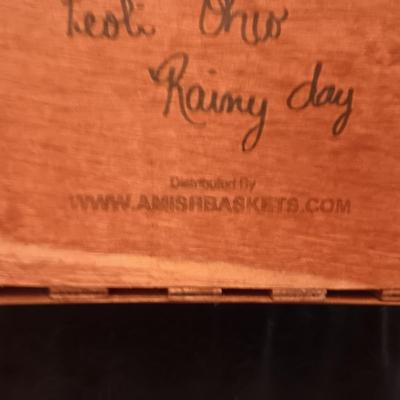 Ohio
Rainy day
Distributed By
WWW.AMISHBASKETS.COM